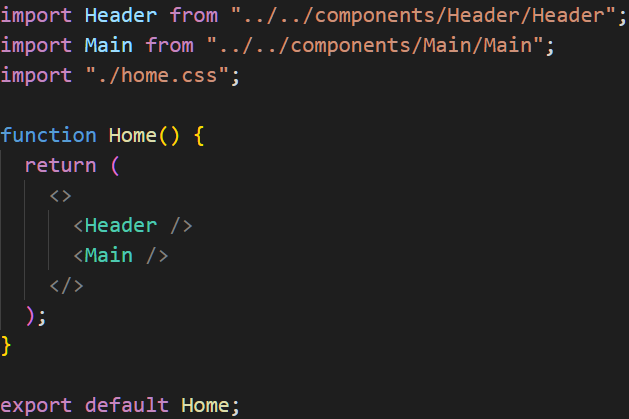 import Header from "../../components/Header/Header";
import Main from "../../components/Main/Main";
import "./home.css";

function Home() {
  return (
    <>
      <Header />
      <Main />
    </>
  );
}

export default Home;